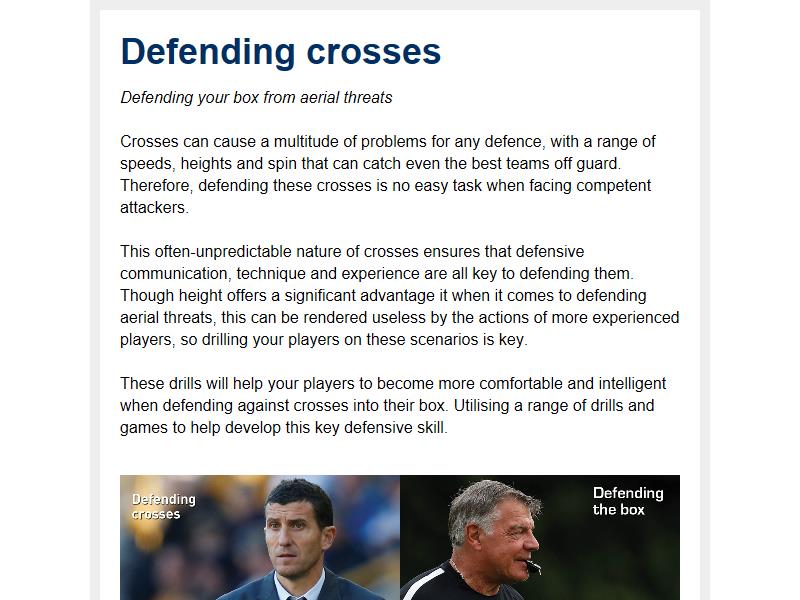 Defending crosses
Defending your box from aerial threats
Crosses can cause a multitude of problems for any defence, with a range of
speeds, heights and spin that can catch even the best teams off guard.
Therefore, defending these crosses is no easy task when facing competent
attackers.
This often-unpredictable nature of crosses ensures that defensive
communication, technique and experience are all key to defending them.
Though height offers a significant advantage it when it comes to defending
aerial threats, this can be rendered useless by the actions of more experienced
players, so drilling your players on these scenarios is key.
These drills will help your players to become more comfortable and intelligent
when defending against crosses into their box. Utilising a range of drills and
games to help develop this key defensive skill.
Defending
crosses
Defending
the box